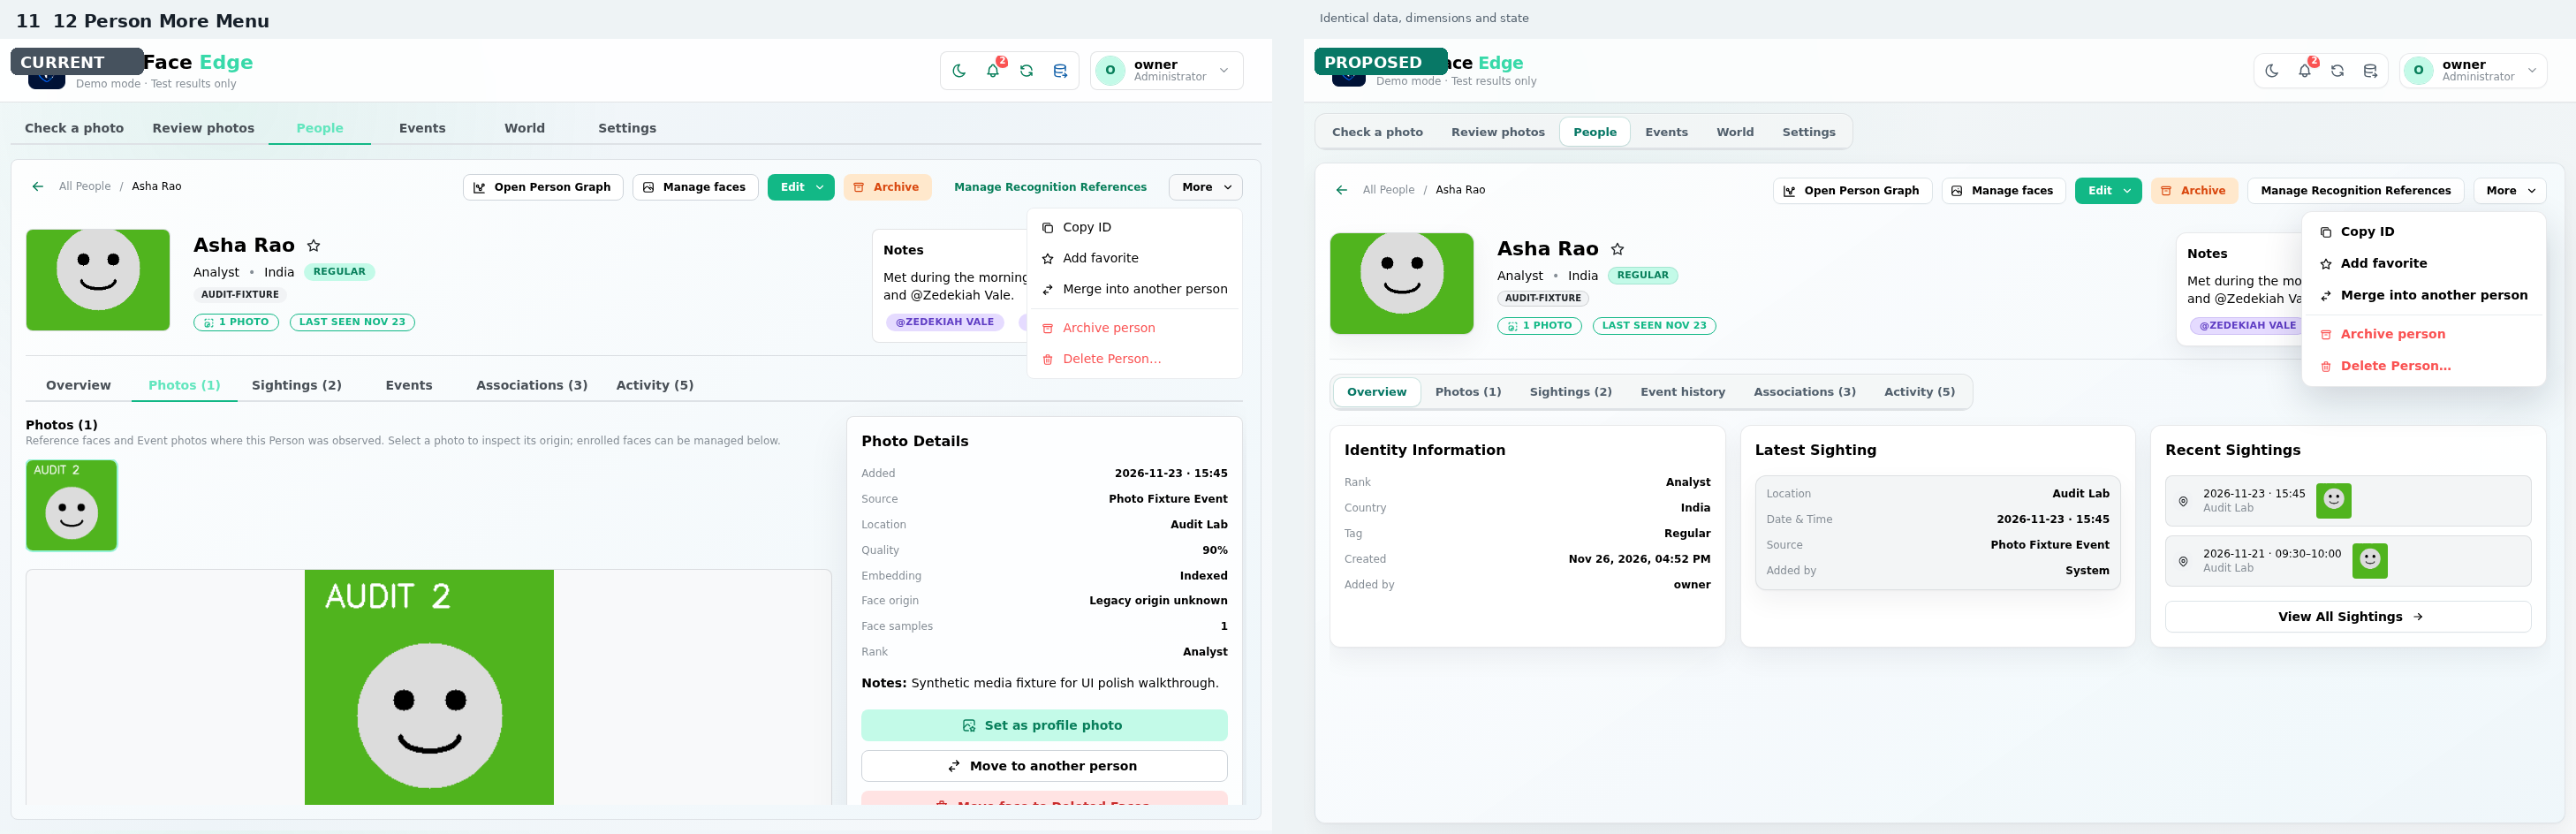 11 12 Person More Menu
CURRENT
Face Edge
Demo mode · Test results only
2
O
owner
Administrator
Check a photo
Review photos
People
Events
World
Settings
All People / Asha Rao
Open Person Graph
Manage faces
Edit
Archive
Manage Recognition References
More
Copy ID
Add favorite
Merge into another person
Archive person
Delete Person...
Asha Rao
Analyst • India REGULAR
AUDIT-FIXTURE
1 PHOTO
LAST SEEN NOV 23
Notes
Met during the morning
and @Zedekiah Vale.
@ZEDEKIAH VALE
Overview
Photos (1)
Sightings (2)
Events
Associations (3)
Activity (5)
Photos (1)
Reference faces and Event photos where this Person was observed. Select a photo to inspect its origin; enrolled faces can be managed below.
AUDIT 2
AUDIT 2
Photo Details
Added 2026-11-23 · 15:45
Source Photo Fixture Event
Location Audit Lab
Quality 90%
Embedding Indexed
Face origin Legacy origin unknown
Face samples 1
Rank Analyst
Notes: Synthetic media fixture for UI polish walkthrough.
Set as profile photo
Move to another person
Move face to Deleted Faces
Identical data, dimensions and state
PROPOSED
ace Edge
Demo mode · Test results only
2
O
owner
Administrator
Check a photo
Review photos
People
Events
World
Settings
All People / Asha Rao
Open Person Graph
Manage faces
Edit
Archive
Manage Recognition References
More
Copy ID
Add favorite
Merge into another person
Archive person
Delete Person...
Asha Rao
Analyst • India REGULAR
AUDIT-FIXTURE
1 PHOTO
LAST SEEN NOV 23
Notes
Met during the mo
and @Zedekiah Va
@ZEDEKIAH VALE
Overview
Photos (1)
Sightings (2)
Event history
Associations (3)
Activity (5)
Identity Information
Rank Analyst
Country India
Tag Regular
Created Nov 26, 2026, 04:52 PM
Added by owner
Latest Sighting
Location Audit Lab
Date & Time 2026-11-23 · 15:45
Source Photo Fixture Event
Added by System
Recent Sightings
2026-11-23 · 15:45
Audit Lab
2026-11-21 · 09:30–10:00
Audit Lab
View All Sightings